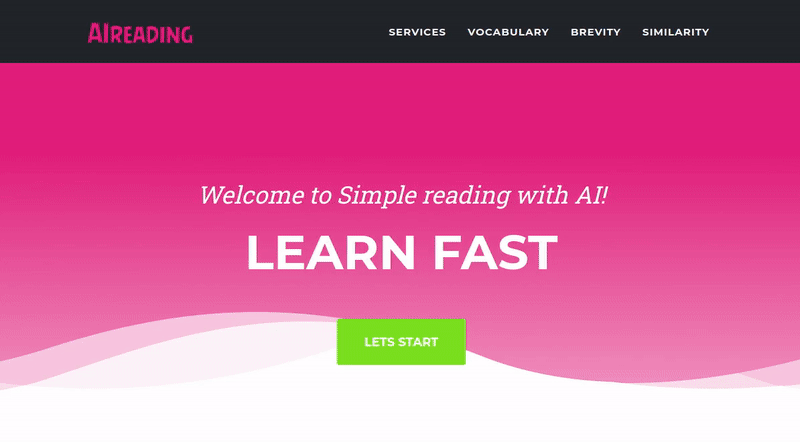 AIREADING
SERVICES VOCABULARY BREVITY SIMILARITY
Welcome to Simple reading with AI!
LEARN FAST
LETS START